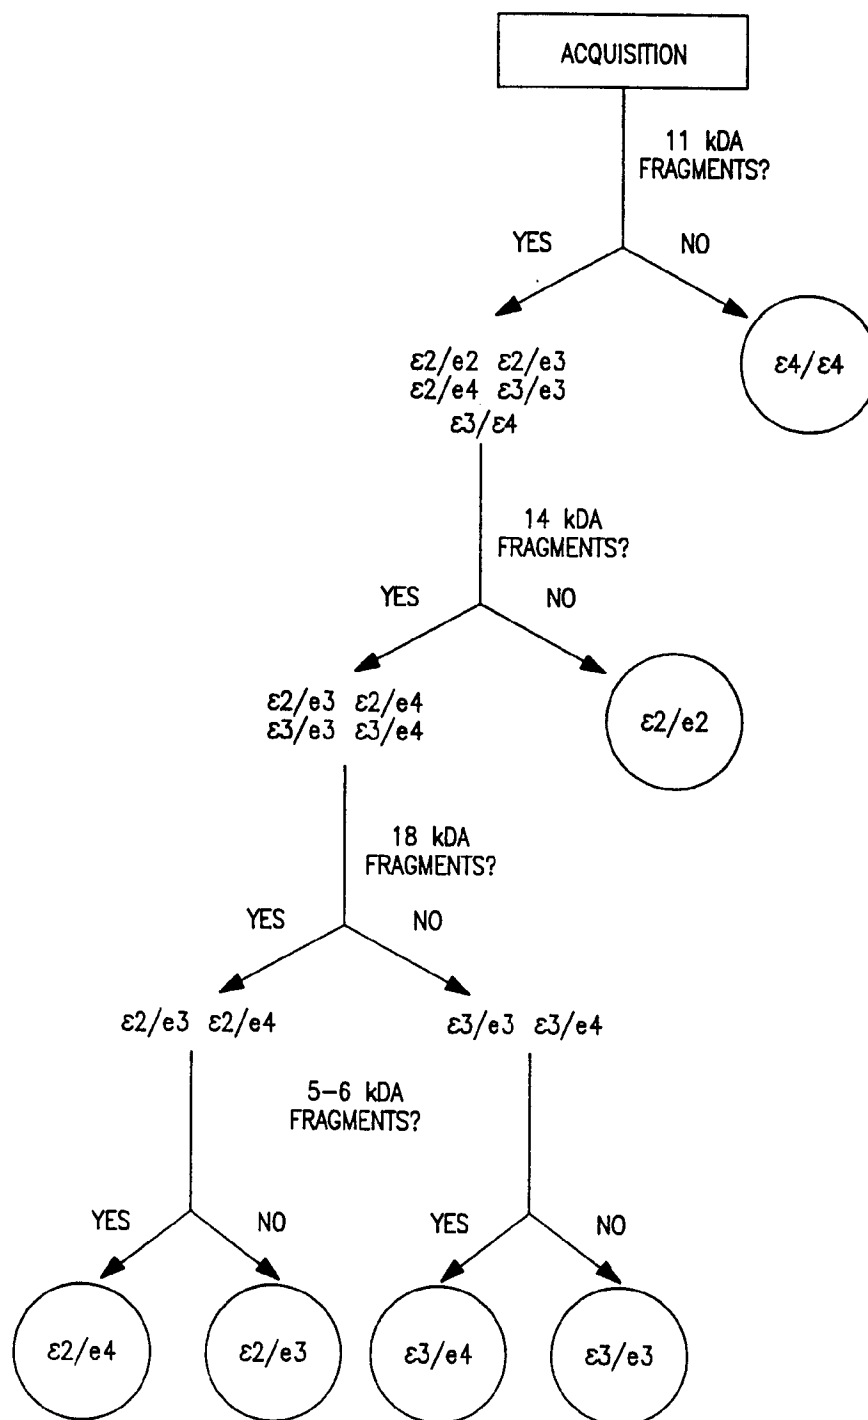 ACQUISITION
11 kDA
FRAGMENTS?
YES NO
ε2/e2 ε2/e3
ε2/e4 ε3/e3
ε3/ε4
ε4/ε4
14 kDA
FRAGMENTS?
YES NO
ε2/e3 ε2/e4
ε3/e3 ε3/e4
ε2/e2
18 kDA
FRAGMENTS?
YES NO
ε2/e3 ε2/e4
ε3/e3 ε3/e4
5-6 kDA
FRAGMENTS?
YES NO
YES NO
ε2/e4
ε2/e3
ε3/e4
ε3/e3